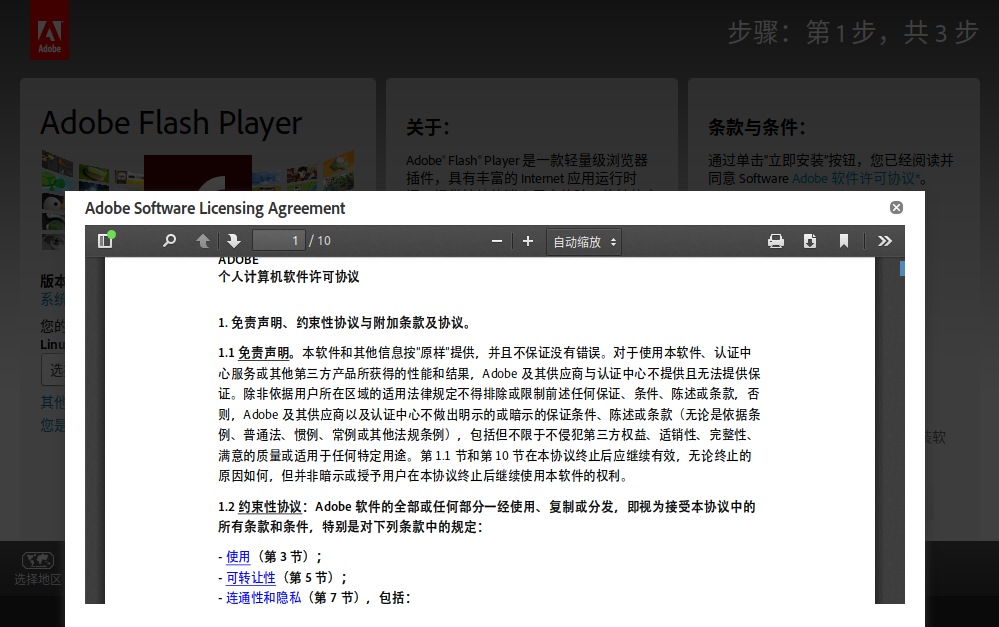 Adobe
步骤：第 1 步，共 3 步
Adobe Flash Player
关于：
条款与条件：
Adobe® Flash® Player 是一款轻量级浏览器
插件，具有丰富的 Internet 应用运行时
通过单击“立即安装”按钮，您已经阅读并
同意 Software Adobe 软件许可协议*。
版本
系统
您的
Linu
选
其他
您是
装软
选择地区
Adobe Software Licensing Agreement
1 / 10
自动缩放
ADOBE
个人计算机软件许可协议
1. 免责声明、约束性协议与附加条款及协议。
1.1 免责声明。本软件和其他信息按“原样”提供，并且不保证没有错误。对于使用本软件、认证中
心服务或其他第三方产品所获得的性能和结果，Adobe 及其供应商与认证中心不提供且无法提供保
证。除非依据用户所在区域的适用法律规定不得排除或限制前述任何保证、条件、陈述或条款，否
则，Adobe 及其供应商以及认证中心不做出明示的或暗示的保证条件、陈述或条款（无论是依据条
例、普通法、惯例、常例或其他法规条例），包括但不限于不侵犯第三方权益、适销性、完整性、
满意的质量或适用于任何特定用途。第 1.1 节和第 10 节在本协议终止后应继续有效，无论终止的
原因如何，但并非暗示或授予用户在本协议终止后继续使用本软件的权利。
1.2 约束性协议：Adobe 软件的全部或任何部分一经使用、复制或分发，即视为接受本协议中的
所有条款和条件，特别是对下列条款中的规定：
- 使用（第 3 节）；
- 可转让性（第 5 节）；
- 连通性和隐私（第 7 节），包括：